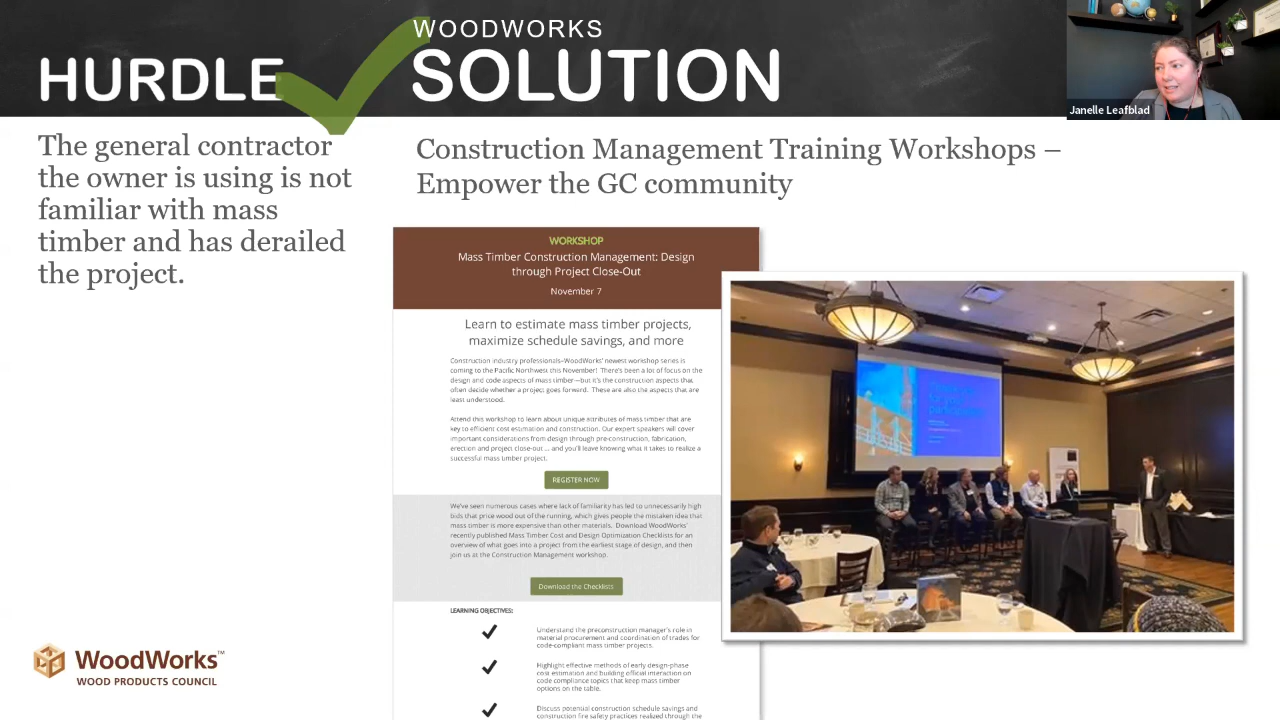 WOODWORKS
HURDLE SOLUTION
Janelle Leafblad
The general contractor
the owner is using is not
familiar with mass
timber and has derailed
the project.
Construction Management Training Workshops –
Empower the GC community
WORKSHOP
Mass Timber Construction Management: Design
through Project Close-Out
November 7
Learn to estimate mass timber projects,
maximize schedule savings, and more
Construction industry professionals–WoodWorks' newest workshop series is
coming to the Pacific Northwest this November! There's been a lot of focus on the
design and code aspects of mass timber—but it's the construction aspects that
often decide whether a project goes forward. These are also the aspects that are
least understood.
Attend this workshop to learn about unique attributes of mass timber that are
key to efficient cost estimation and construction. Our expert speakers will cover
important considerations from design through pre-construction, fabrication,
erection and project close-out ... and you'll leave knowing what it takes to realize a
successful mass timber project.
REGISTER NOW
We've seen numerous cases where lack of familiarity has led to unnecessarily high
bids that price wood out of the running, which gives people the mistaken idea that
mass timber is more expensive than other materials. Download WoodWorks'
recently published Mass Timber Cost and Design Optimization Checklists for an
overview of what goes into a project from the earliest stage of design, and then
join us at the Construction Management workshop.
Download the Checklists
LEARNING OBJECTIVES:
Understand the preconstruction manager's role in
material procurement and coordination of trades for
code-compliant mass timber projects.
Highlight effective methods of early design-phase
cost estimation and building official interaction on
code compliance topics that keep mass timber
options on the table.
Discuss potential construction schedule savings and
construction fire safety practices realized through the
WoodWorks™
WOOD PRODUCTS COUNCIL